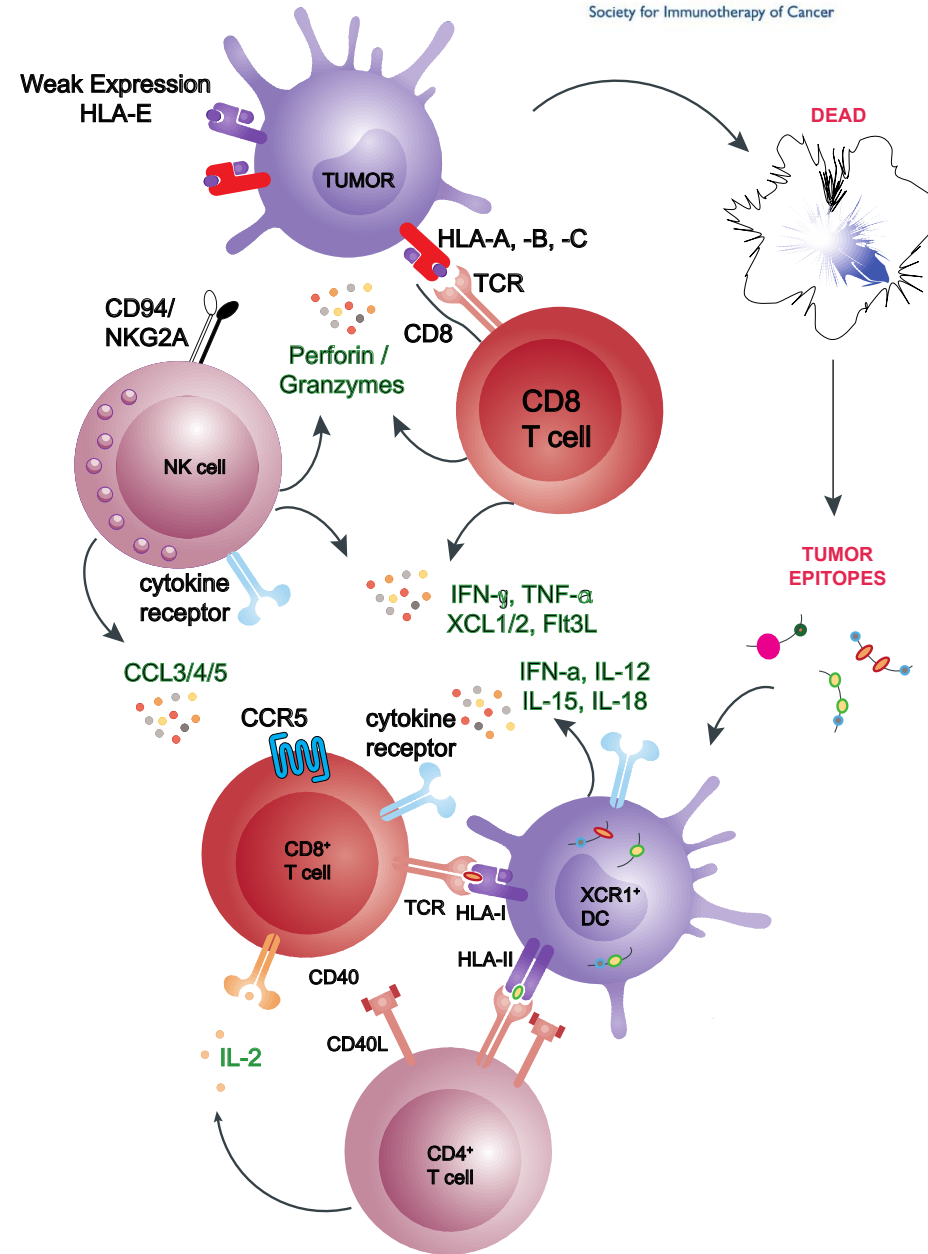 Society for Immunotherapy of Cancer
Weak Expression
HLA-E
DEAD
TUMOR
HLA-A, -B, -C
TCR
CD94/
NKG2A
CD8
Perforin /
Granzymes
CD8
T cell
NK cell
TUMOR
EPITOPES
cytokine
receptor
IFN-g, TNF-a
XCL1/2, Flt3L
CCL3/4/5
IFN-a, IL-12
IL-15, IL-18
CCR5
cytokine
receptor
CD8⁺
T cell
XCR1⁺
DC
TCR
HLA-I
HLA-II
CD40
CD40L
IL-2
CD4⁺
T cell